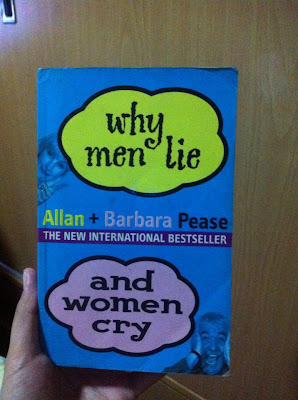 why
men lie
Allan + Barbara Pease
THE NEW INTERNATIONAL BESTSELLER
and
women
cry